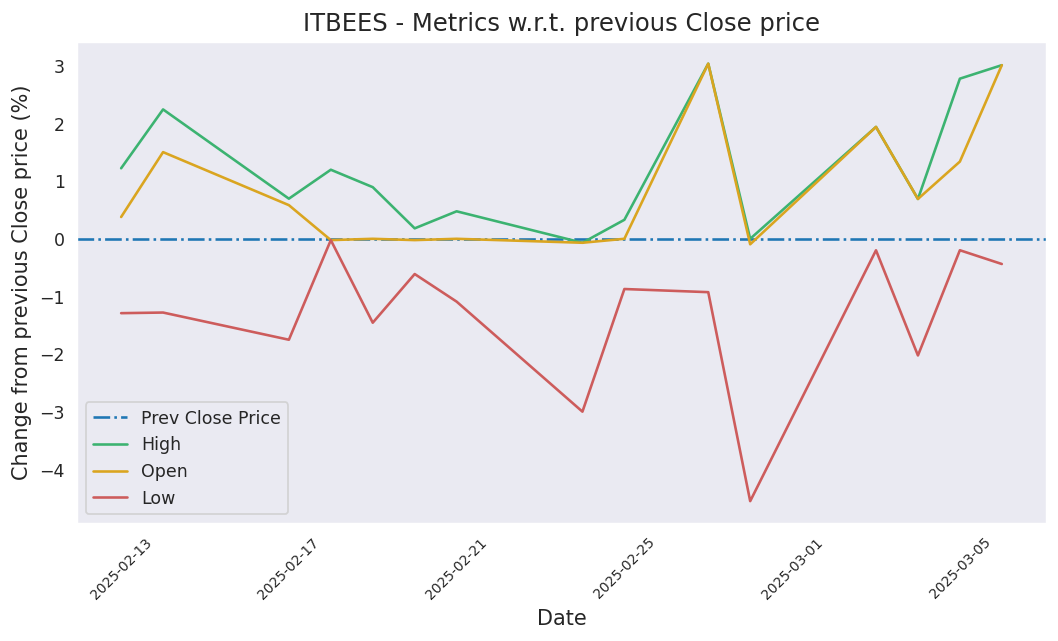 ITBEES - Metrics w.r.t. previous Close price
Change from previous Close price (%)
3
2
1
0
−1
−2
−3
−4
Prev Close Price
High
Open
Low
2025-02-13
2025-02-17
2025-02-21
2025-02-25
2025-03-01
2025-03-05
Date